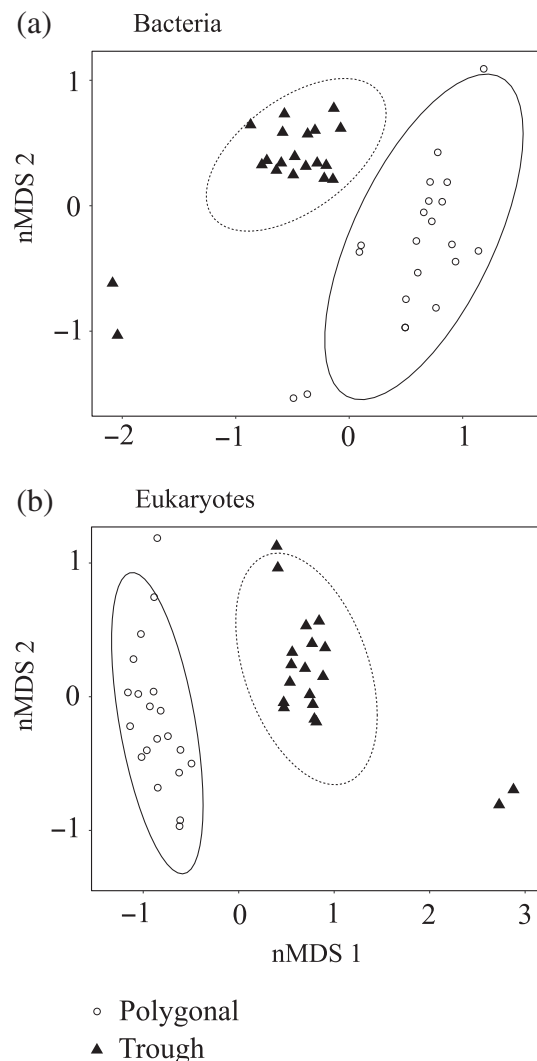 (a) Bacteria
nMDS 2
1
0
−1
−2 −1 0 1
(b) Eukaryotes
nMDS 2
1
0
−1
−1 0 1 2 3
nMDS 1
Polygonal
Trough